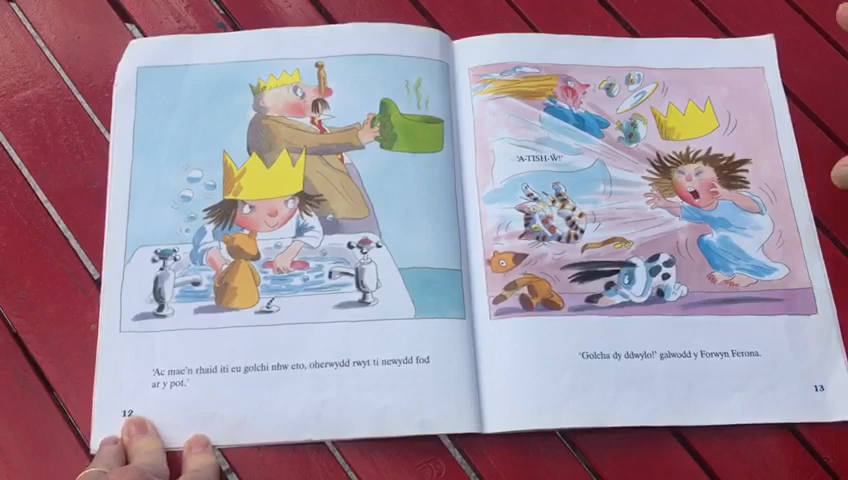 'Ac mae'n rhaid iti eu golchi nhw eto, oherwydd rwyt ti newydd fod
ar y pot.'
12
'A-TISH-Ŵ!'
'Golcha dy ddwylo!' galwodd y Forwyn Ferona.
13